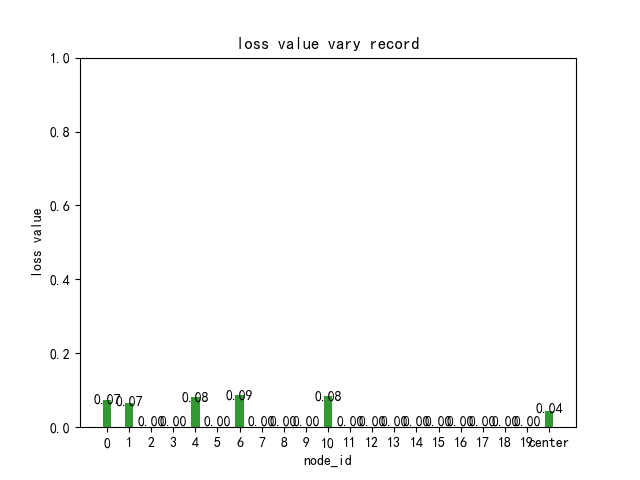 loss value vary record
1.0
0.8
0.6
0.4
0.2
0.0
loss value
0.07 0.07 0.00 0.00 0.08 0.00 0.09 0.00 0.00 0.00 0.08 0.00 0.00 0.00 0.00 0.00 0.00 0.00 0.00 0.00 0.04
0 1 2 3 4 5 6 7 8 9 10 11 12 13 14 15 16 17 18 19 center
node_id